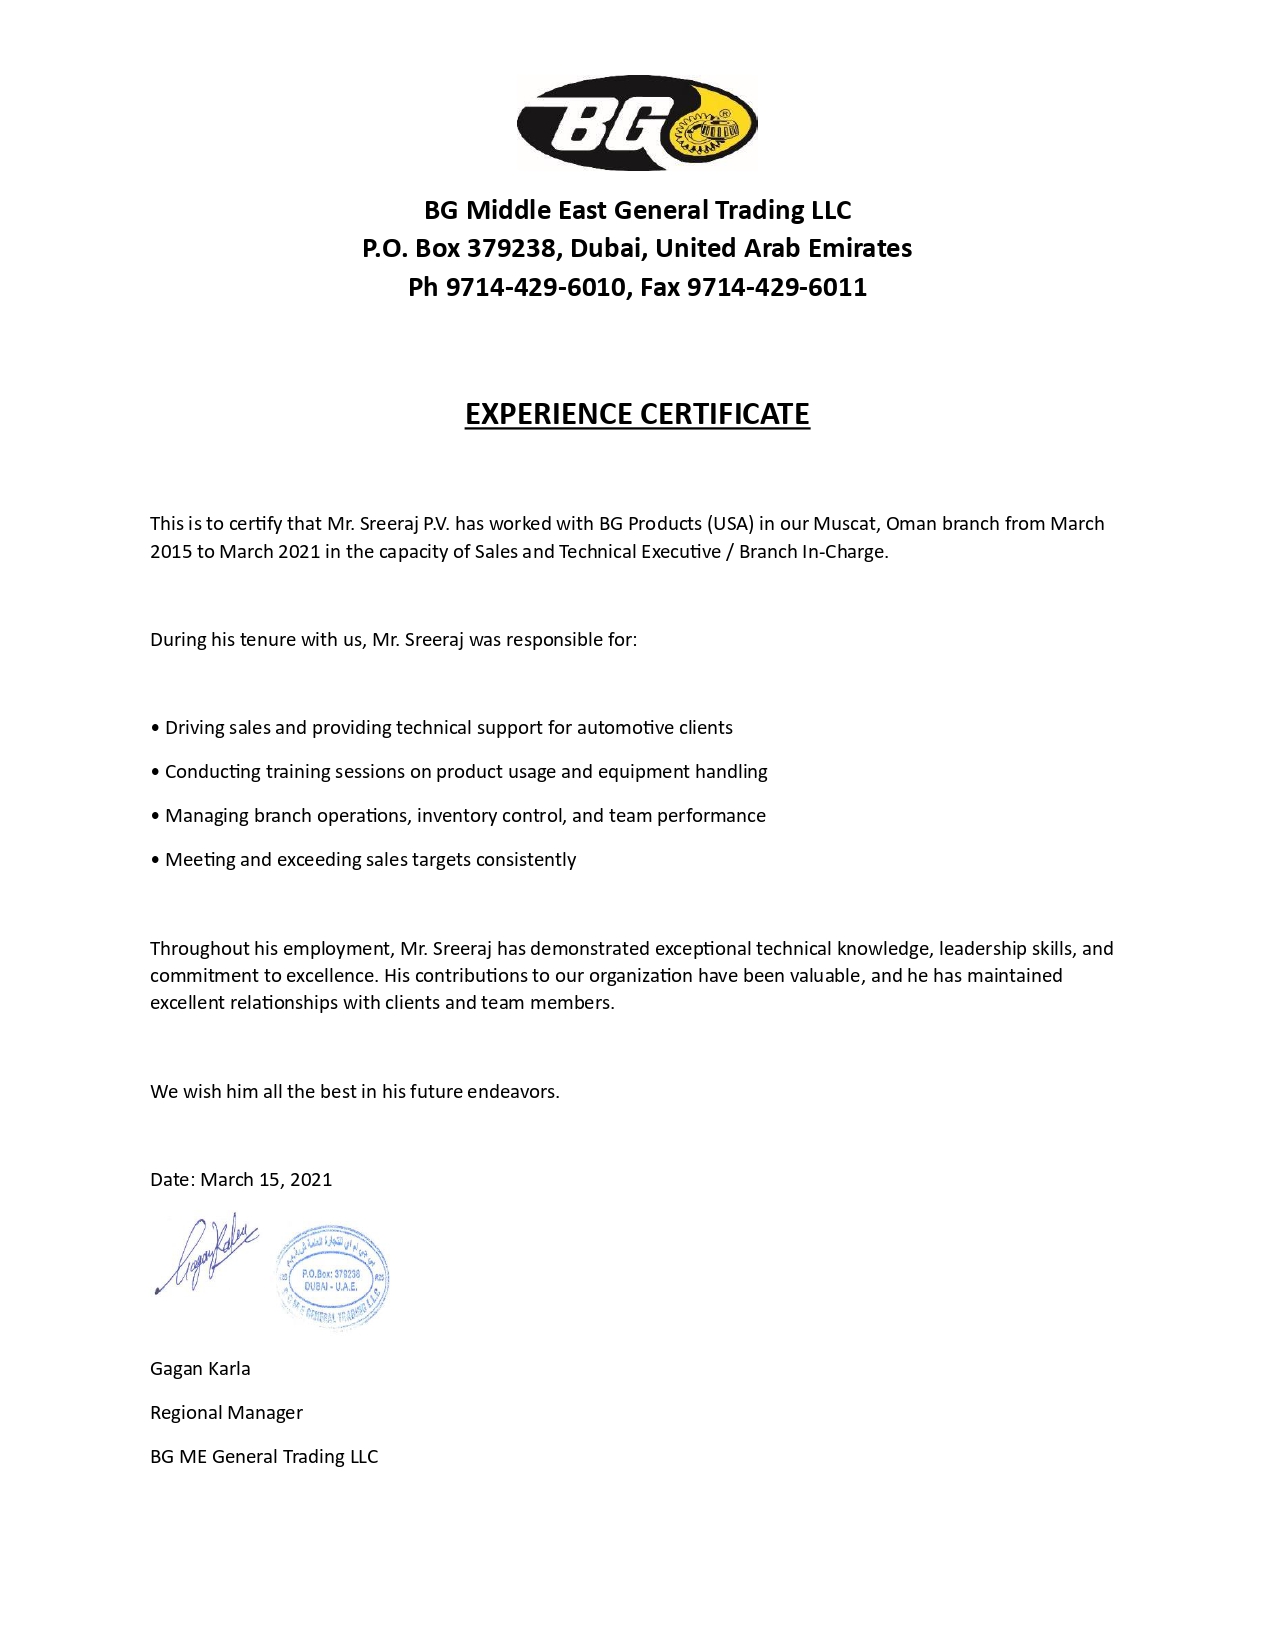 BG
BG Middle East General Trading LLC
P.O. Box 379238, Dubai, United Arab Emirates
Ph 9714-429-6010, Fax 9714-429-6011
EXPERIENCE CERTIFICATE
This is to certify that Mr. Sreeraj P.V. has worked with BG Products (USA) in our Muscat, Oman branch from March
2015 to March 2021 in the capacity of Sales and Technical Executive / Branch In-Charge.
During his tenure with us, Mr. Sreeraj was responsible for:
• Driving sales and providing technical support for automotive clients
• Conducting training sessions on product usage and equipment handling
• Managing branch operations, inventory control, and team performance
• Meeting and exceeding sales targets consistently
Throughout his employment, Mr. Sreeraj has demonstrated exceptional technical knowledge, leadership skills, and
commitment to excellence. His contributions to our organization have been valuable, and he has maintained
excellent relationships with clients and team members.
We wish him all the best in his future endeavors.
Date: March 15, 2021
P.O.Box: 379238
DUBAI - U.A.E.
GENERAL TRADING L.L.C
Gagan Karla
Regional Manager
BG ME General Trading LLC